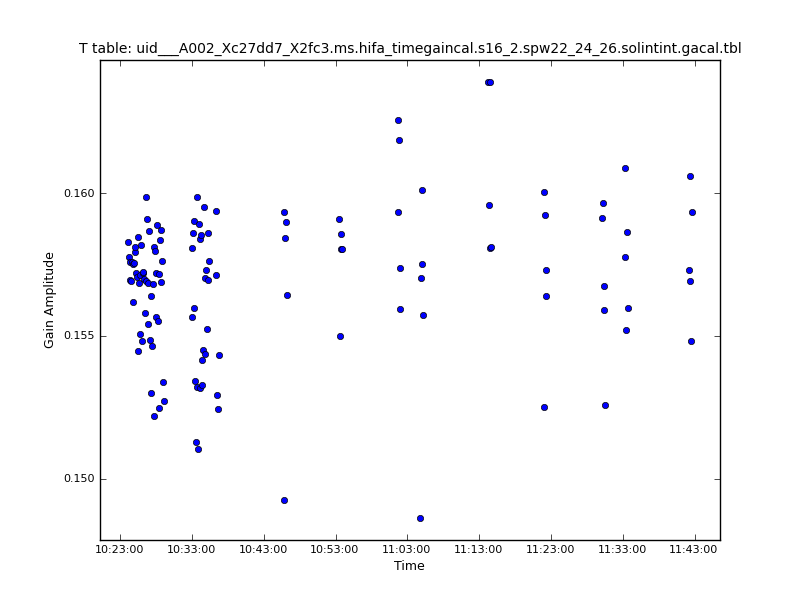 T table: uid___A002_Xc27dd7_X2fc3.ms.hifa_timegaincal.s16_2.spw22_24_26.solintint.gacal.tbl
Gain Amplitude
0.160
0.155
0.150
10:23:00 10:33:00 10:43:00 10:53:00 11:03:00 11:13:00 11:23:00 11:33:00 11:43:00
Time